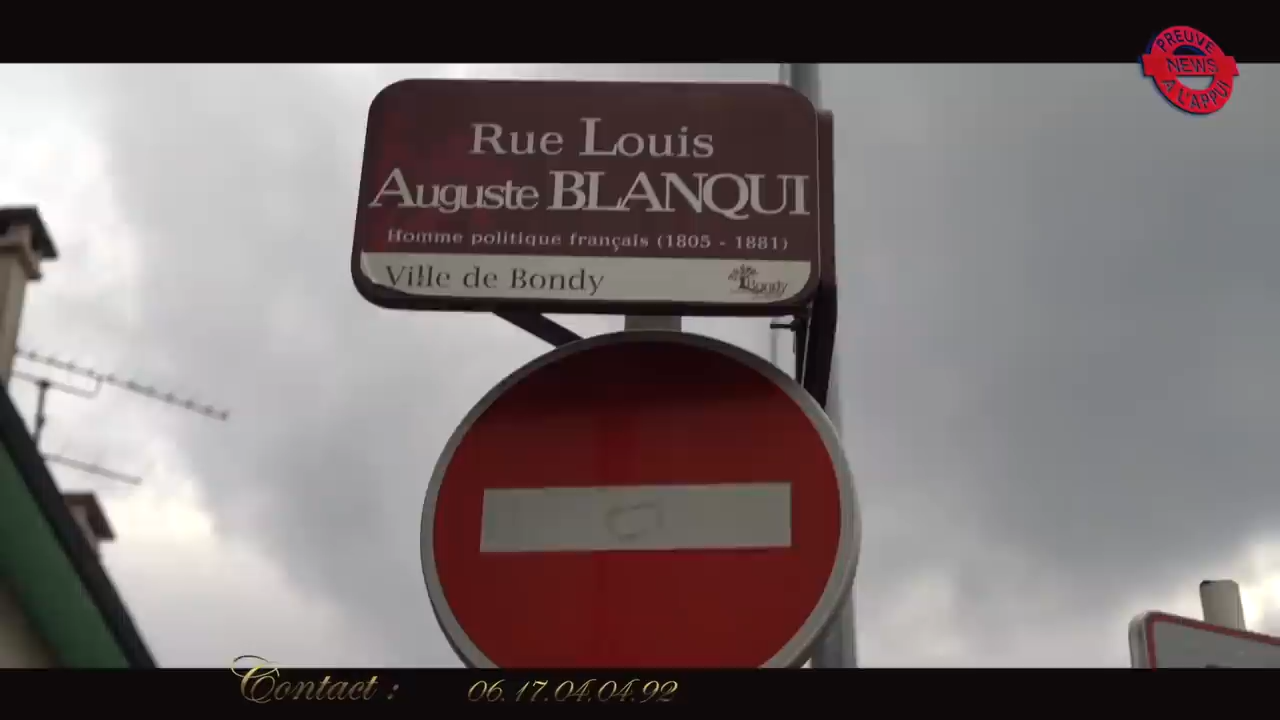 PREUVE
NEWS
A L'APPUI
Rue Louis
Auguste BLANQUI
Homme politique français (1805 - 1881)
Ville de Bondy
Bondy
Contact : 06.17.04.04.92